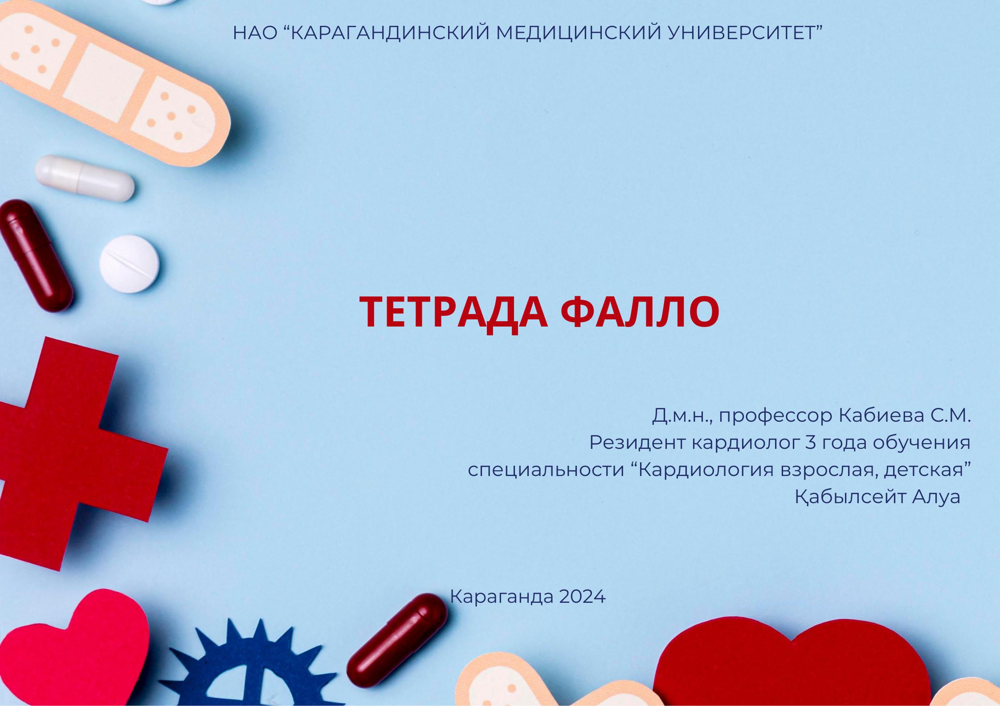 НАО “КАРАГАНДИНСКИЙ МЕДИЦИНСКИЙ УНИВЕРСИТЕТ”
ТЕТРАДА ФАЛЛО
Д.м.н., профессор Кабиева С.М.
Резидент кардиолог 3 года обучения
специальности “Кардиология взрослая, детская”
Қабылсейт Алуа
Караганда 2024